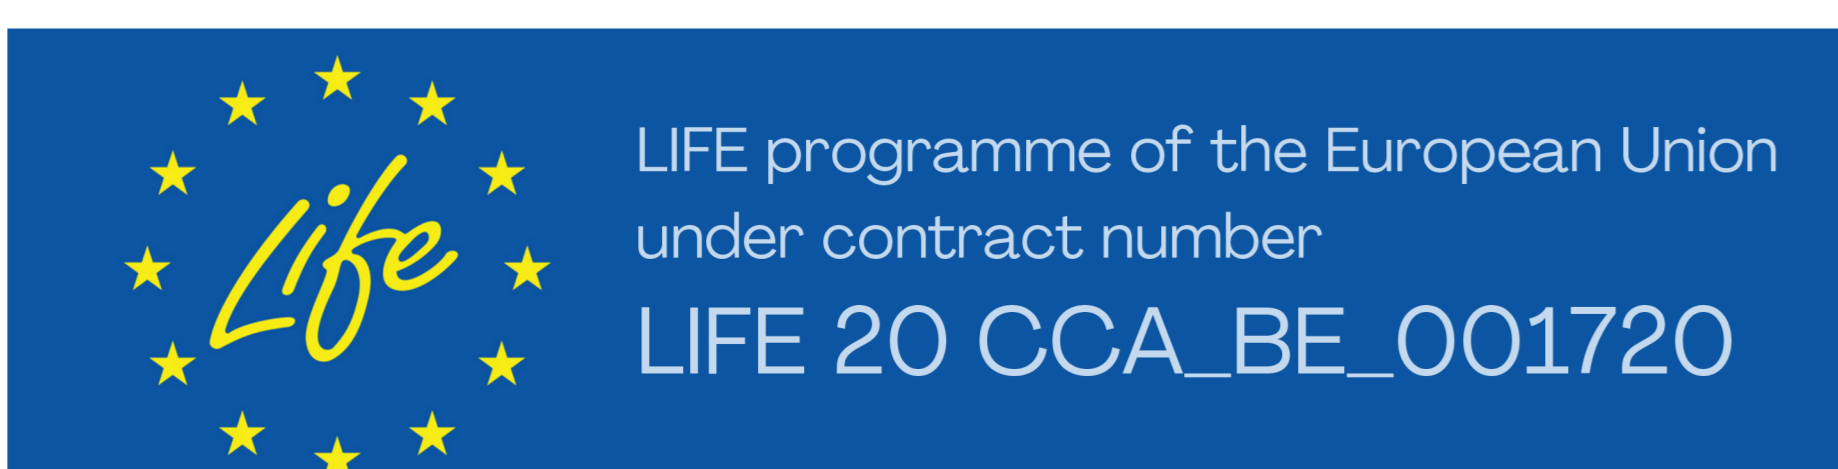 Life
LIFE programme of the European Union
under contract number
LIFE 20 CCA_BE_001720